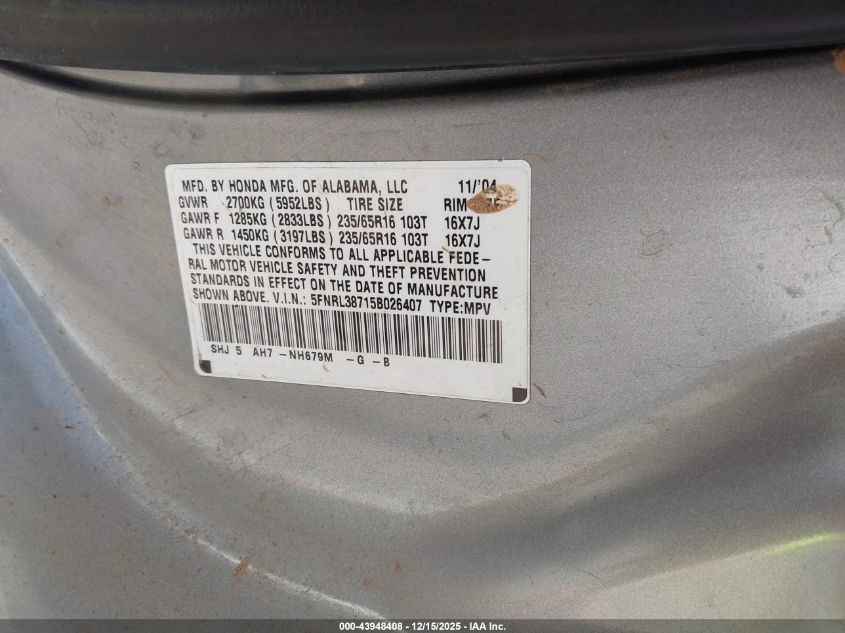 MFD. BY HONDA MFG. OF ALABAMA, LLC 11/'04
GVWR 2700KG (5952LBS) TIRE SIZE RIM
GAWR F 1285KG (2833LBS) 235/65R16 103T 16X7J
GAWR R 1450KG (3197LBS) 235/65R16 103T 16X7J
THIS VEHICLE CONFORMS TO ALL APPLICABLE FEDE-
RAL MOTOR VEHICLE SAFETY AND THEFT PREVENTION
STANDARDS IN EFFECT ON THE DATE OF MANUFACTURE
SHOWN ABOVE. V.I.N.: 5FNRL38715B026407 TYPE:MPV
SHJ 5 AH7 -NH679M -G -B
000-43948408 - 12/15/2025 - IAA Inc.